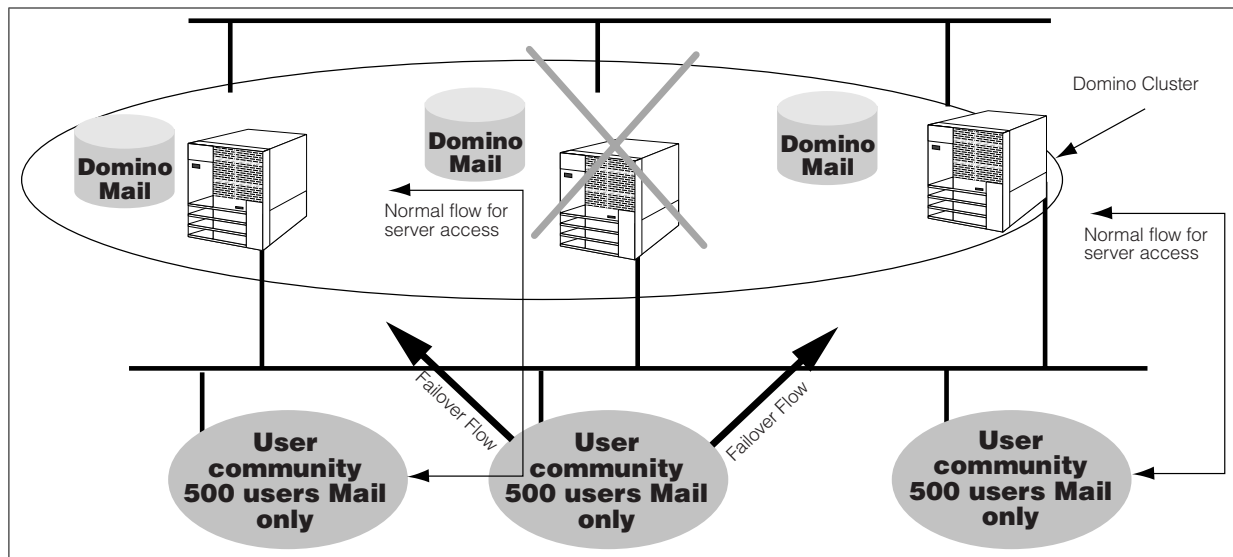 Domino Cluster
Domino
Mail
Domino
Mail
Domino
Mail
Normal flow for
server access
Normal flow for
server access
Failover Flow
Failover Flow
User
community
500 users Mail
only
User
community
500 users Mail
only
User
community
500 users Mail
only